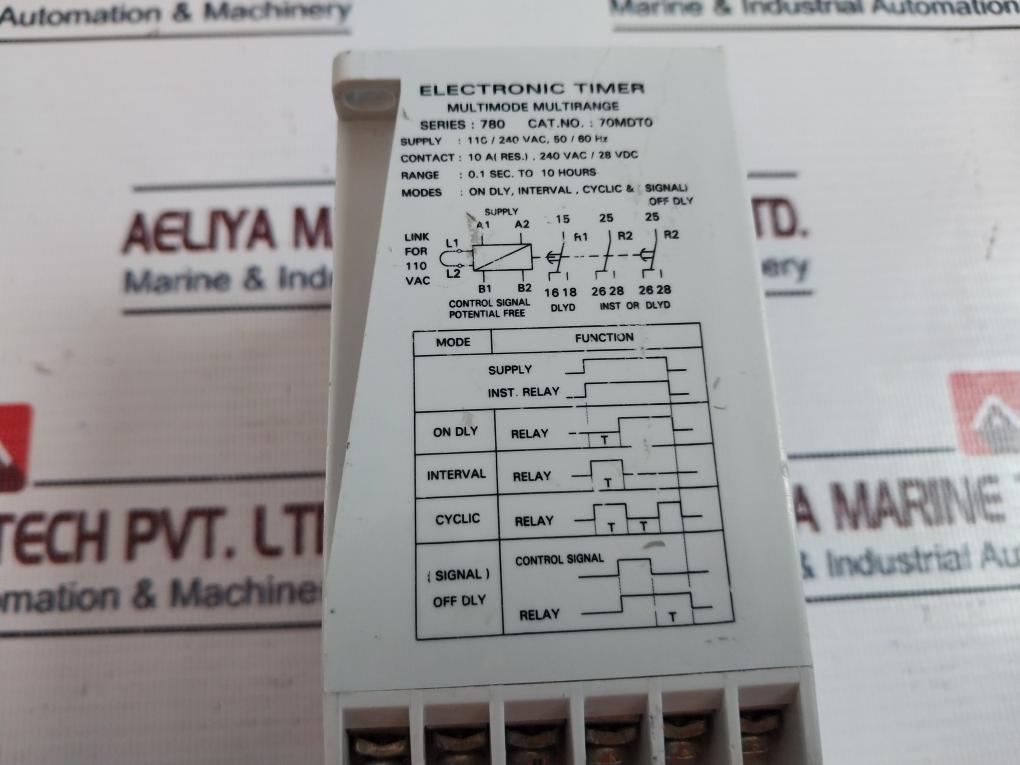 Automation & Machinery
Marine & Industrial Automation
ELECTRONIC TIMER
MULTIMODE MULTIRANGE
SERIES : 780 CAT.NO. : 70MDT0
SUPPLY : 110 / 240 VAC, 50 / 60 Hz
CONTACT : 10 A( RES.) , 240 VAC / 28 VDC
RANGE : 0.1 SEC. TO 10 HOURS
MODES : ON DLY, INTERVAL , CYCLIC & ( SIGNAL)
OFF DLY
SUPPLY
A1 A2
15 25 25
LINK
FOR
110
VAC
L1
L2
R1 R2 R2
B1 B2
16 18 26 28 26 28
CONTROL SIGNAL
POTENTIAL FREE
DLYD INST OR DLYD
MODE FUNCTION
SUPPLY
INST. RELAY
ON DLY RELAY T
INTERVAL RELAY T
CYCLIC RELAY T T
( SIGNAL )
OFF DLY
CONTROL SIGNAL
RELAY T
AELIYA M
Marine & Indu
TD.
ery
TECH PVT. LT
mation & Machine
A MARINE T
& Industrial Au